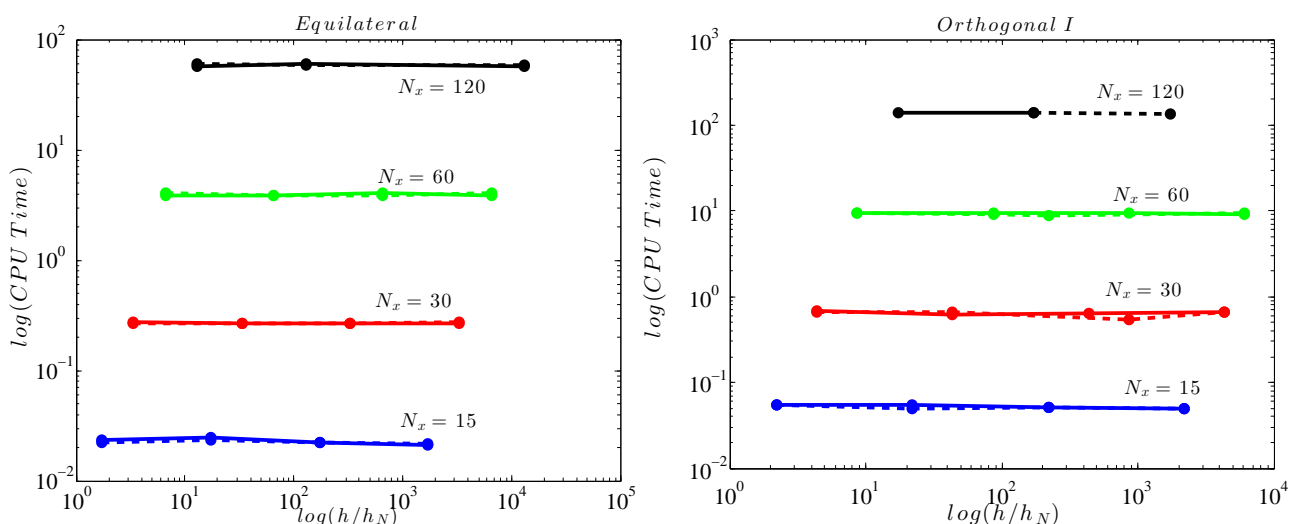 Equilateral
10^2
10^1
10^0
10^-1
10^-2
log(CPU Time)
N_x = 120
N_x = 60
N_x = 30
N_x = 15
10^0
10^1
10^2
10^3
10^4
10^5
log(h/h_N)
Orthogonal I
10^3
10^2
10^1
10^0
10^-1
10^-2
log(CPU Time)
N_x = 120
N_x = 60
N_x = 30
N_x = 15
10^0
10^1
10^2
10^3
10^4
log(h/h_N)